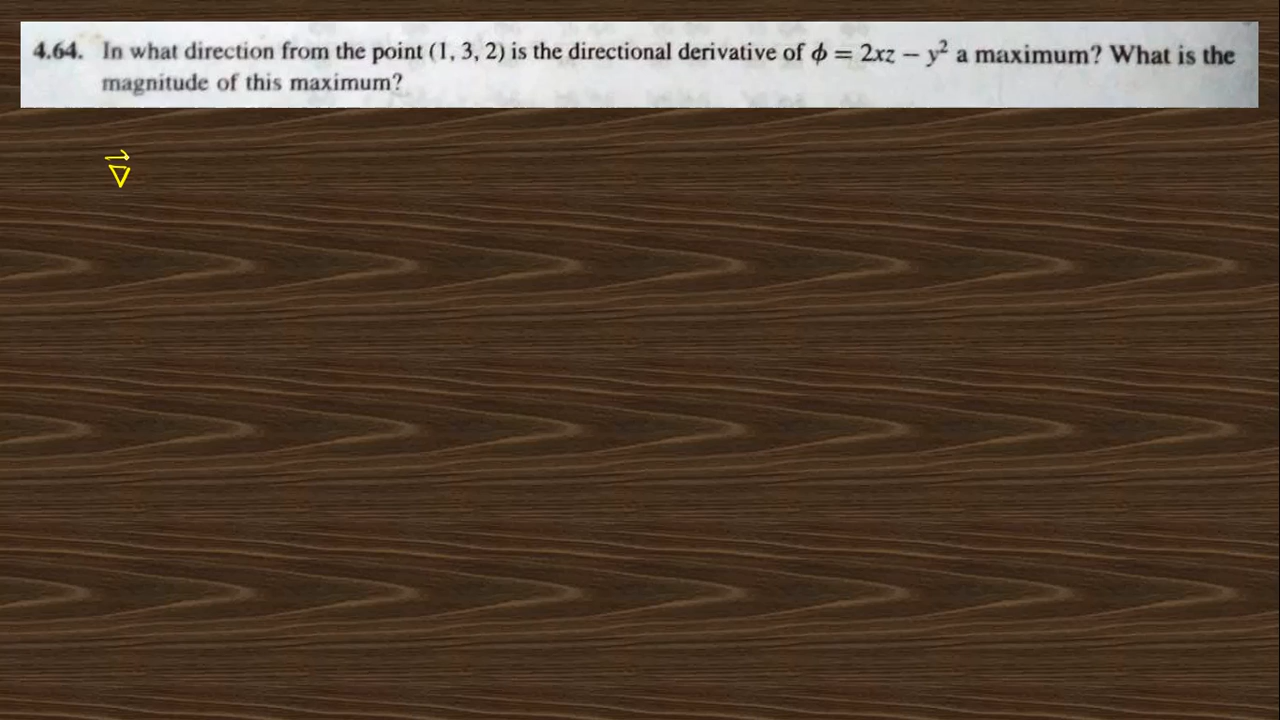 4.64. In what direction from the point (1, 3, 2) is the directional derivative of ϕ = 2xz − y² a maximum? What is the
magnitude of this maximum?
∇⃗